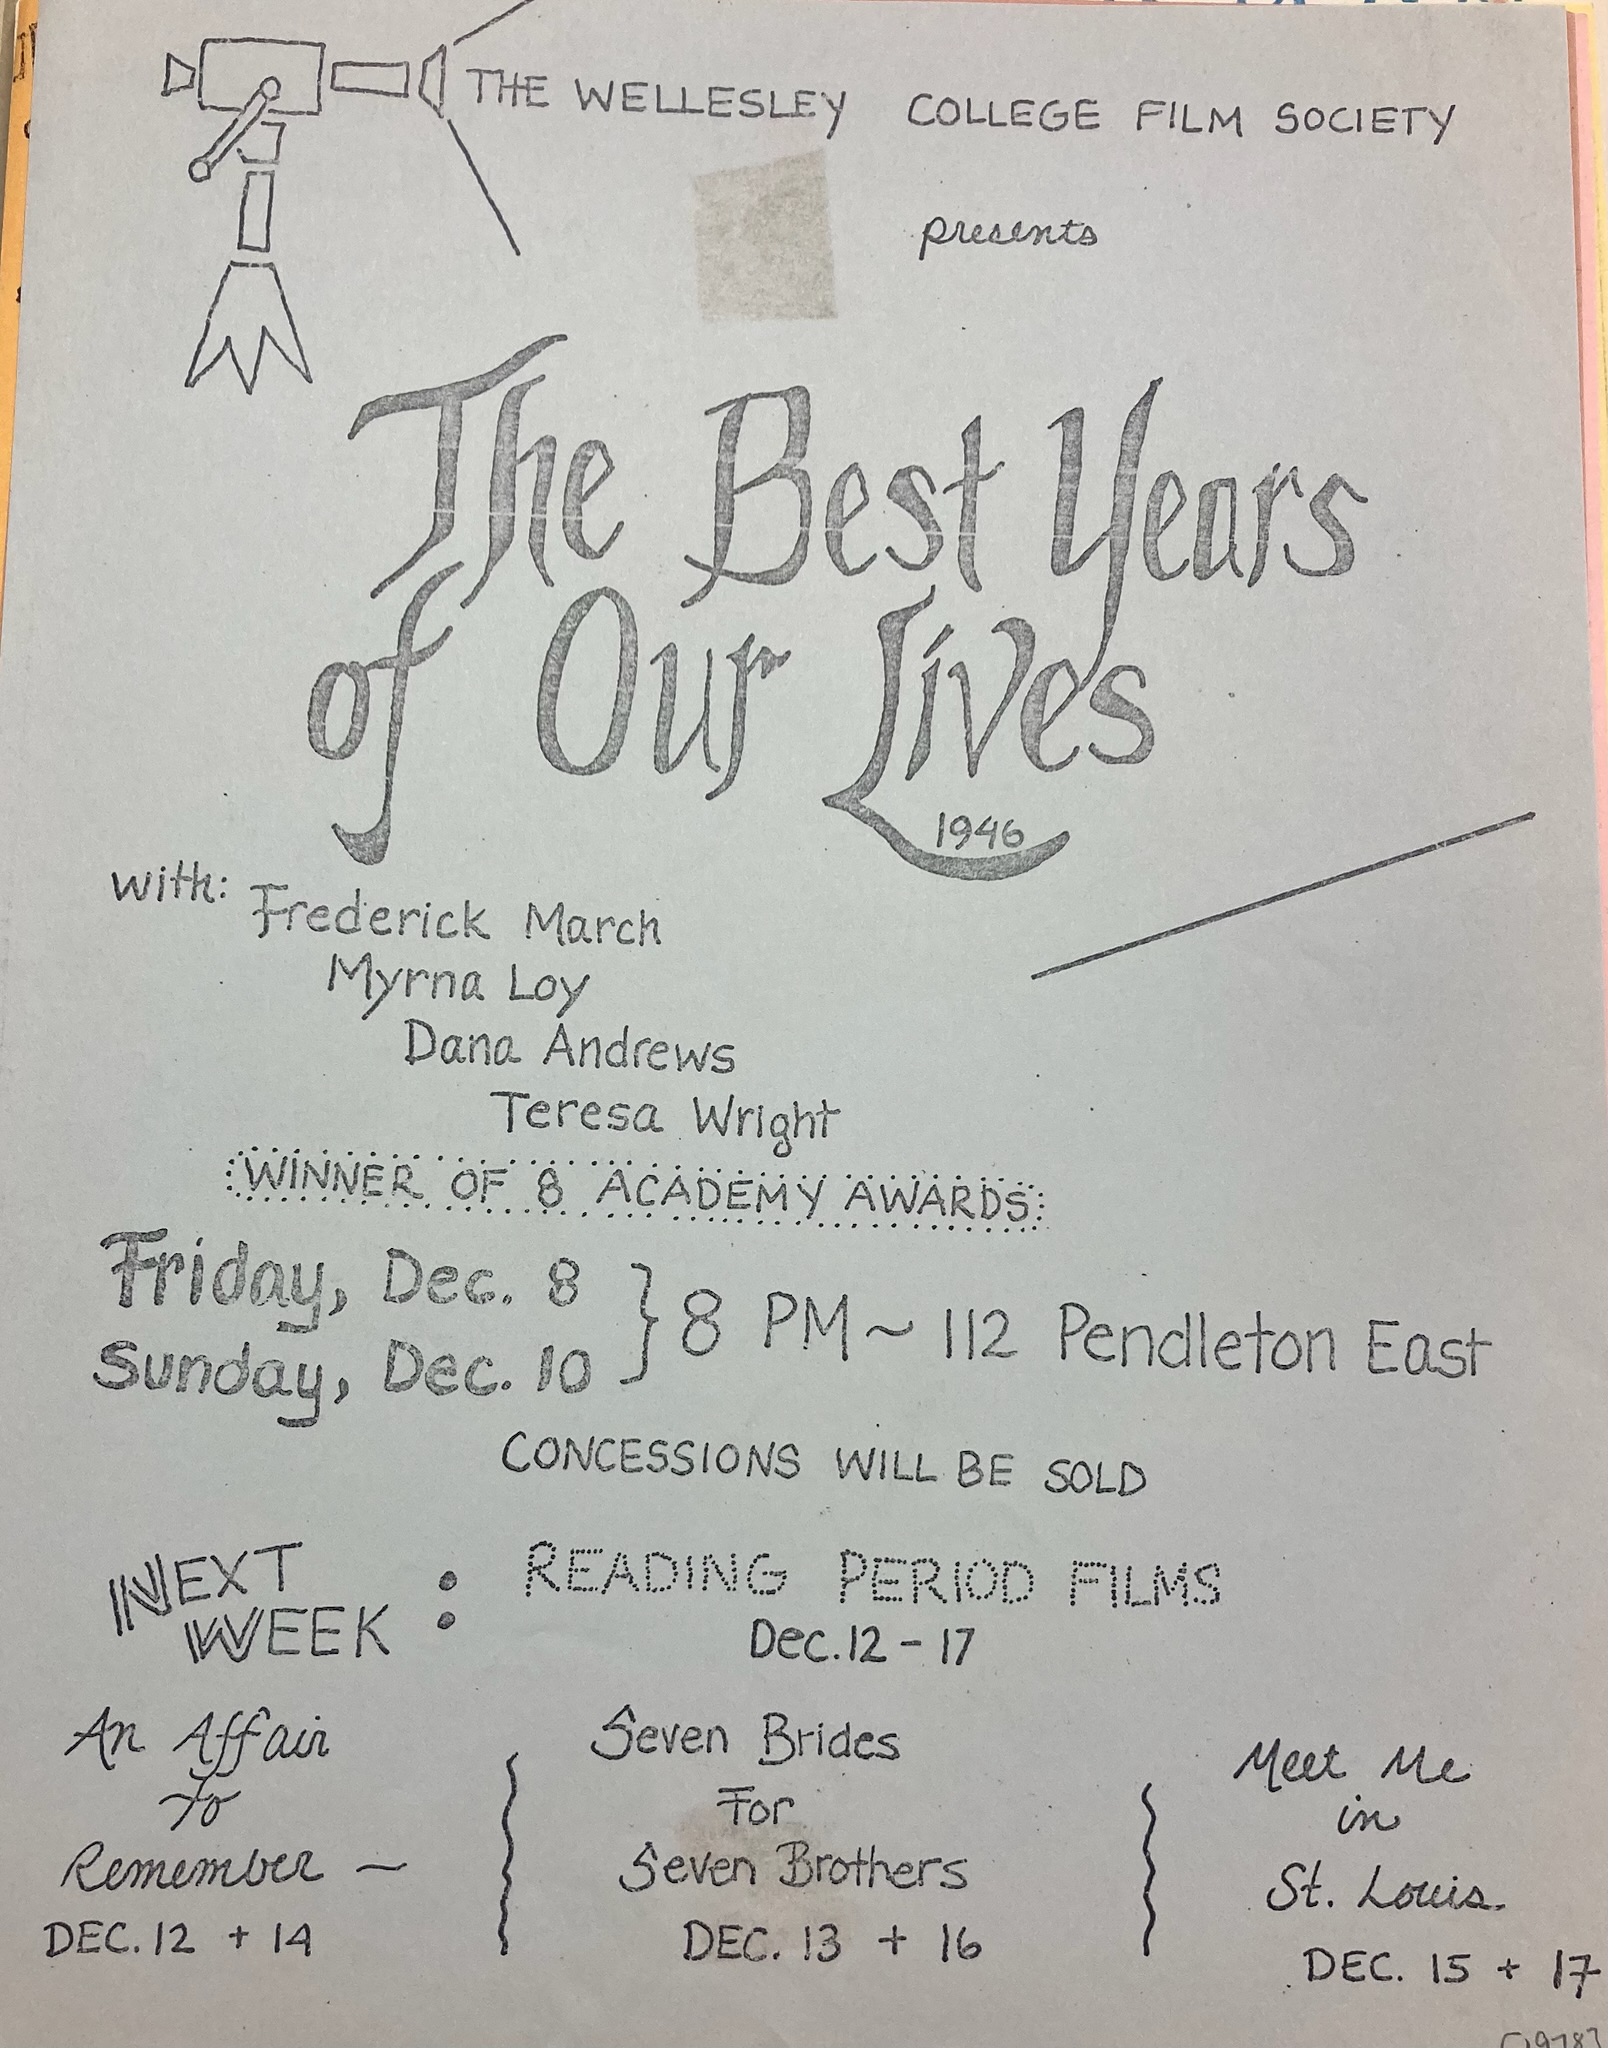 THE WELLESLEY COLLEGE FILM SOCIETY
presents
The Best Years
of Our Lives
1946
with: Frederick March
Myrna Loy
Dana Andrews
Teresa Wright
WINNER OF 8 ACADEMY AWARDS
Friday, Dec. 8
Sunday, Dec. 10
} 8 PM ~ 112 Pendleton East
CONCESSIONS WILL BE SOLD
NEXT WEEK : READING PERIOD FILMS
Dec. 12 - 17
An Affair
To
Remember —
DEC. 12 + 14
Seven Brides
For
Seven Brothers
DEC. 13 + 16
Meet Me
in
St. Louis.
DEC. 15 + 17
[1978]